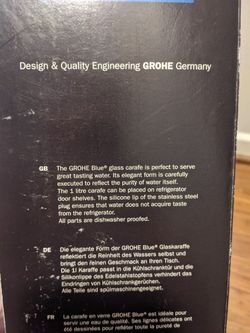 Design & Quality Engineering GROHE Germany
GB The GROHE Blue® glass carafe is perfect to serve
great tasting water. Its elegant form is carefully
executed to reflect the purity of water itself.
The 1 litre carafe can be placed on refrigerator
door shelves. The silicone lip of the stainless steel
plug ensures that water does not acquire taste
from the refrigerator.
All parts are dishwasher proofed.
DE Die elegante Form der GROHE Blue® Glaskaraffe
reflektiert die Reinheit des Wassers selbst und
bringt den feinen Geschmack an Ihren Tisch.
Die 1l Karaffe passt in die Kühlschranktür und die
Silikonlippe des Edelstahlstopfens verhindert das
Eindringen von Kühlschrankgerüchen.
Alle Teile sind spülmaschinengeeignet.
FR La carafe en verre GROHE Blue® est idéale pour
servir une eau de qualité. Ses lignes délicates ont
été dessinées pour refléter toute la pureté de